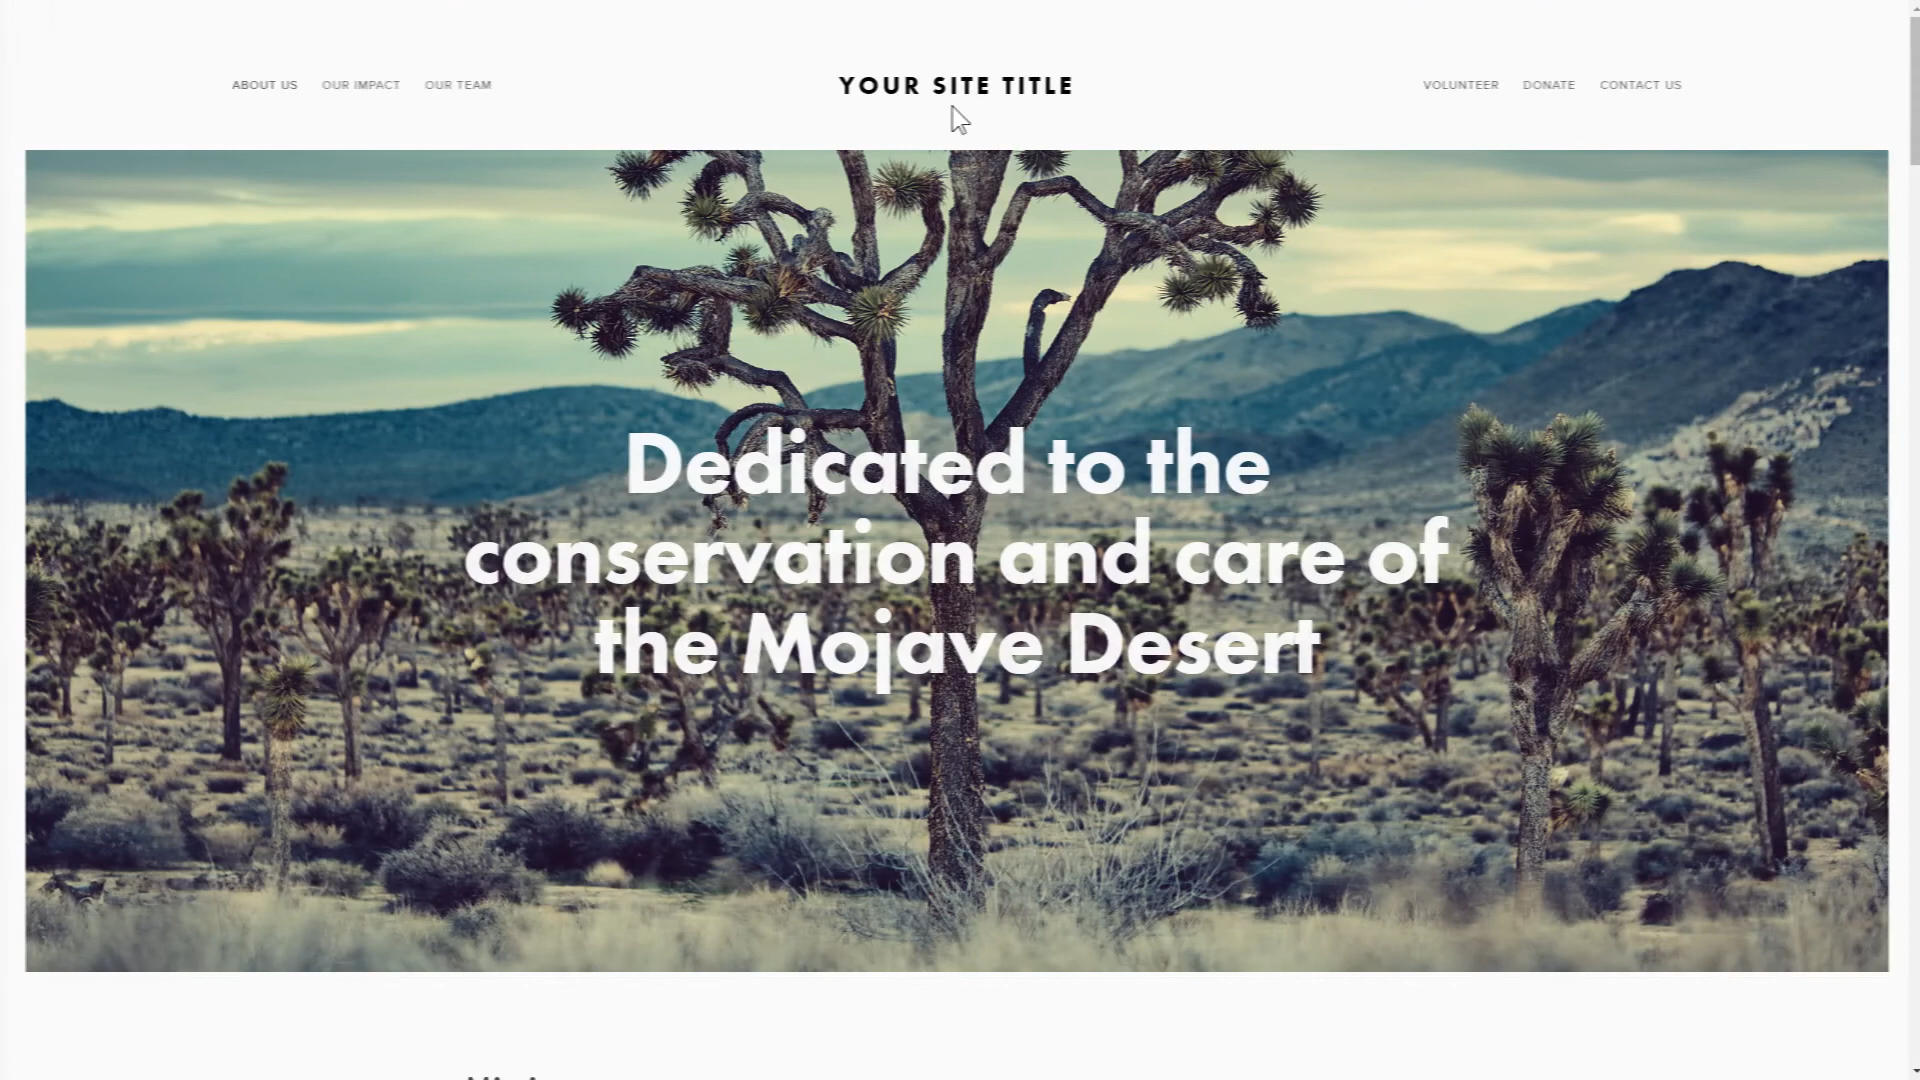 ABOUT US OUR IMPACT OUR TEAM YOUR SITE TITLE VOLUNTEER DONATE CONTACT US
Dedicated to the
conservation and care of
the Mojave Desert